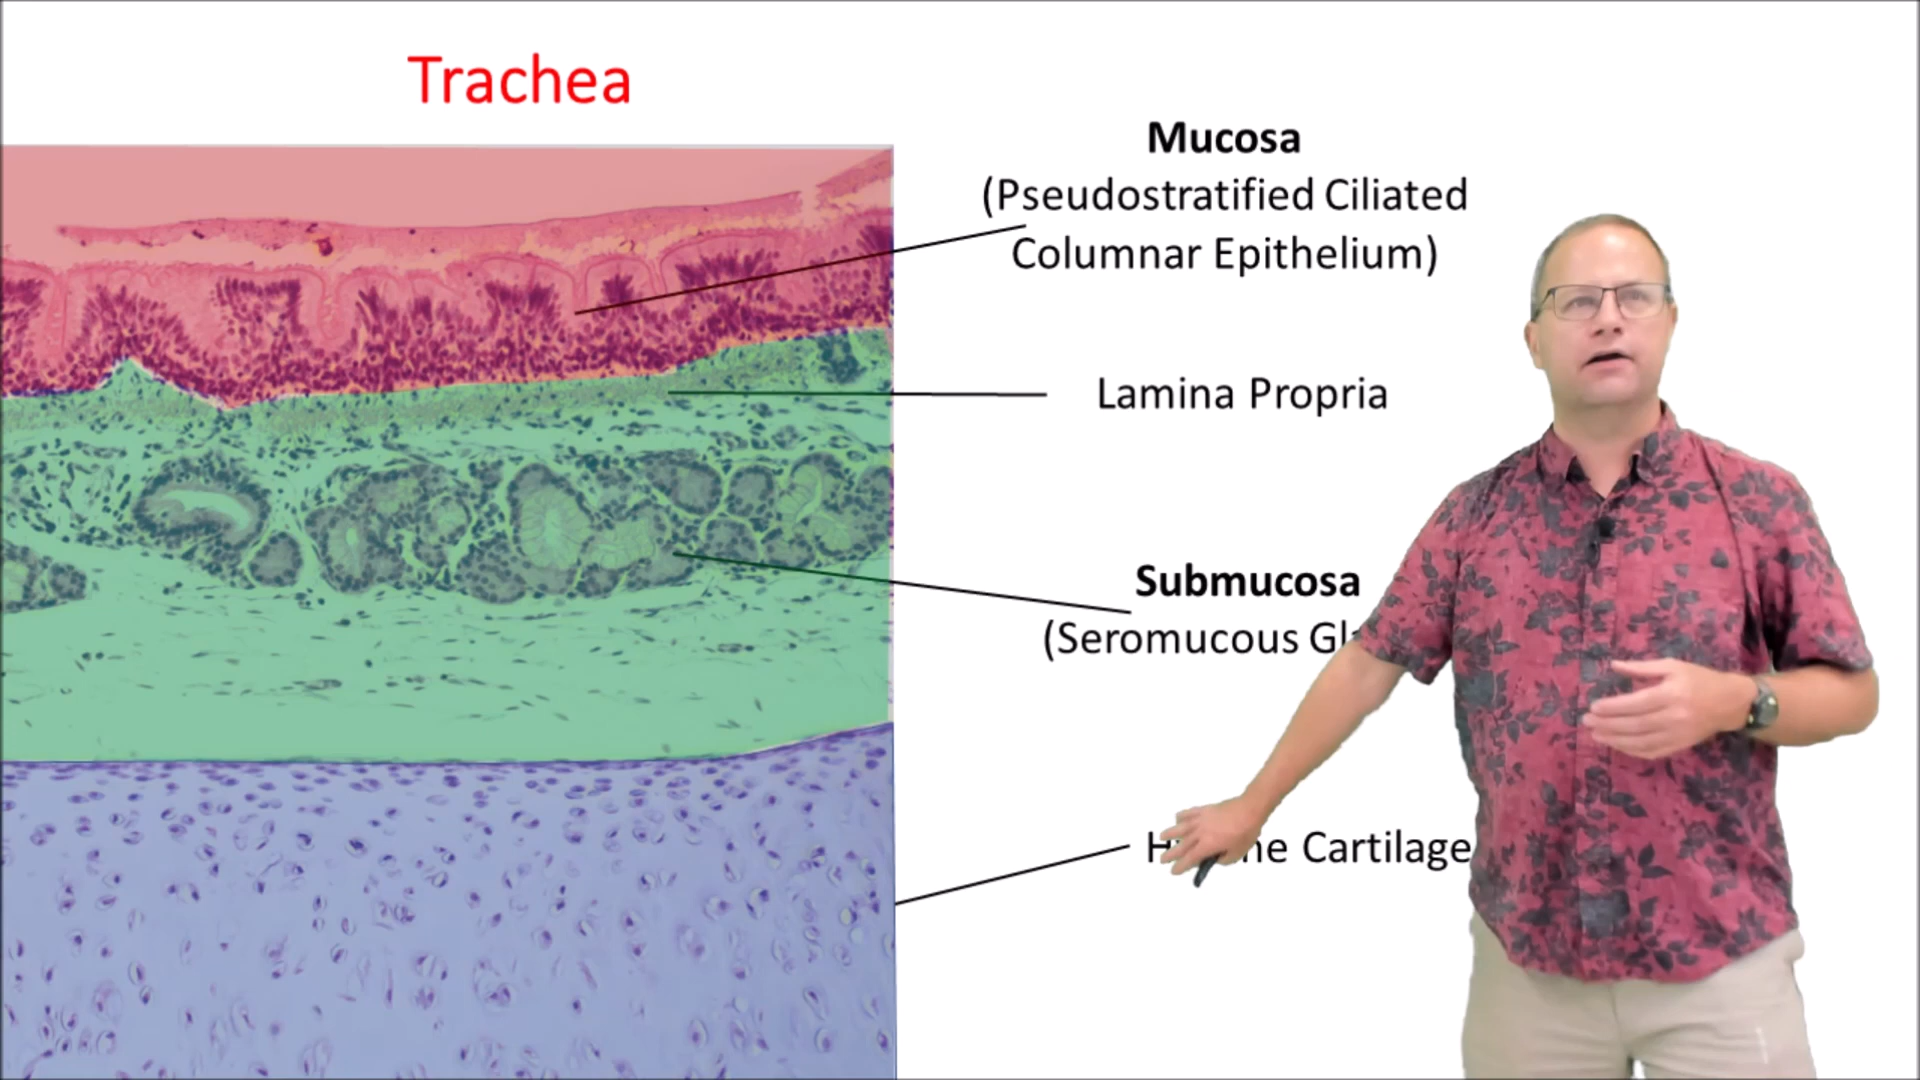 Trachea
Mucosa
(Pseudostratified Ciliated
Columnar Epithelium)
Lamina Propria
Submucosa
(Seromucous
Cartilage